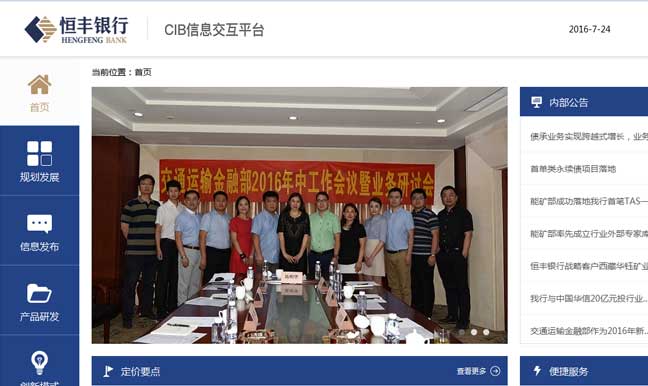 恒丰银行
HENGFENG BANK
CIB信息交互平台
2016-7-24
首页
规划发展
信息发布
产品研发
创新模式
当前位置：首页
交通运输金融部2016年中工作会议暨业务研讨会
定价要点
查看更多
内部公告
债承业务实现跨越式增长，业务
首单类永续债项目落地
能矿部成功落地我行首笔TAS—
能矿部率先成立行业外部专家库
恒丰银行战略客户西藏华钰矿业
我行与中国华信20亿元投行业...
交通运输金融部作为2016年新...
便捷服务